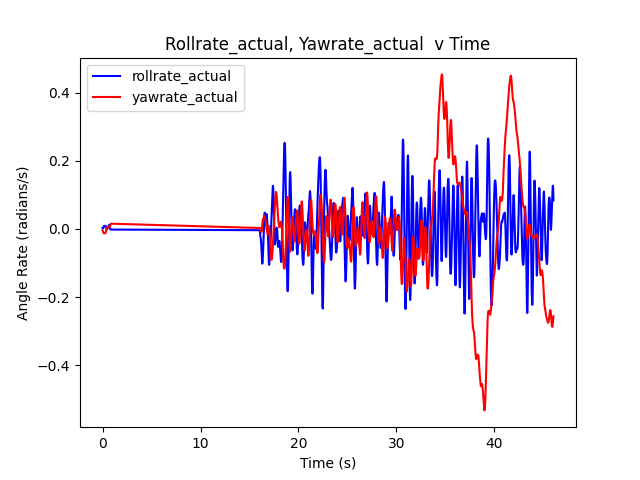 Rollrate_actual, Yawrate_actual  v Time
rollrate_actual
yawrate_actual
Angle Rate (radians/s)
0.4
0.2
0.0
−0.2
−0.4
0 10 20 30 40
Time (s)